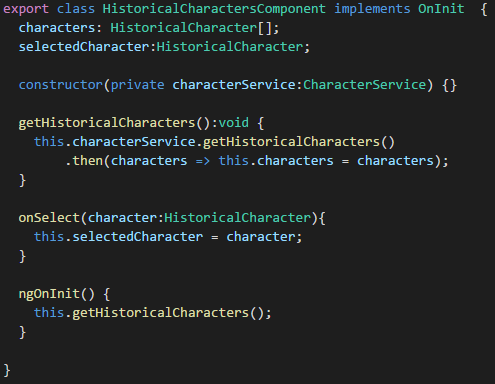 export class HistoricalCharactersComponent implements OnInit  {
  characters: HistoricalCharacter[];
  selectedCharacter:HistoricalCharacter;

  constructor(private characterService:CharacterService) {}

  getHistoricalCharacters():void {
    this.characterService.getHistoricalCharacters()
        .then(characters => this.characters = characters);
  }

  onSelect(character:HistoricalCharacter){
    this.selectedCharacter = character;
  }

  ngOnInit() {
    this.getHistoricalCharacters();
  }

}